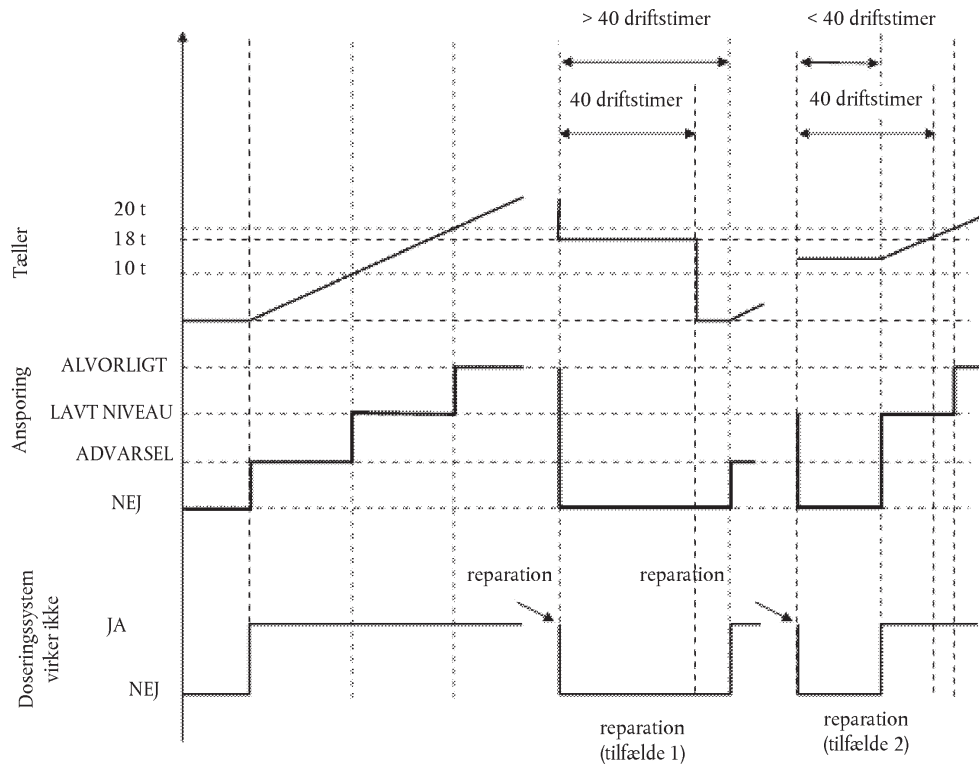 > 40 driftstimer
< 40 driftstimer
40 driftstimer
40 driftstimer
Tæller
20 t
18 t
10 t
Ansporing
ALVORLIGT
LAVT NIVEAU
ADVARSEL
NEJ
Doseringssystem
virker ikke
JA
NEJ
reparation
reparation
reparation
(tilfælde 1)
reparation
(tilfælde 2)